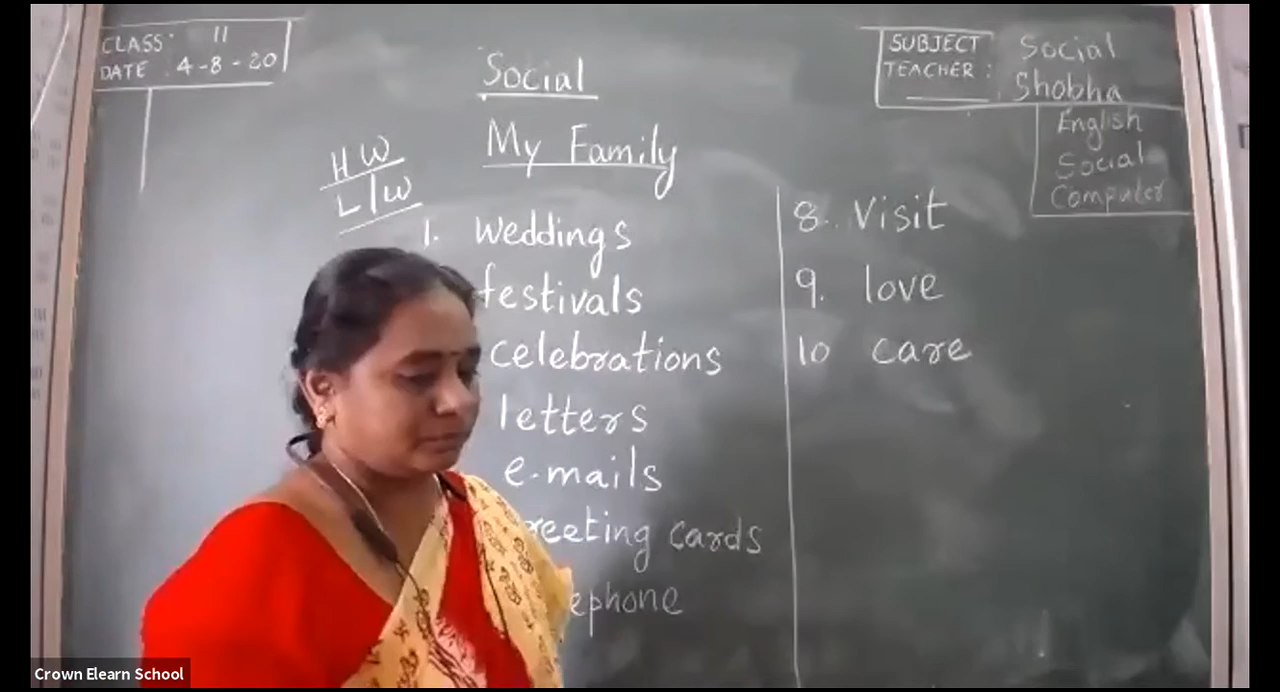 CLASS: II
DATE : 4-8-20
SUBJECT Social
TEACHER: Shobha
English
Social
Computer
Social
My Family
HW
L/W
1. weddings
festivals
celebrations
letters
e-mails
reeting cards
ephone
8. Visit
9. love
10 care
Crown Elearn School